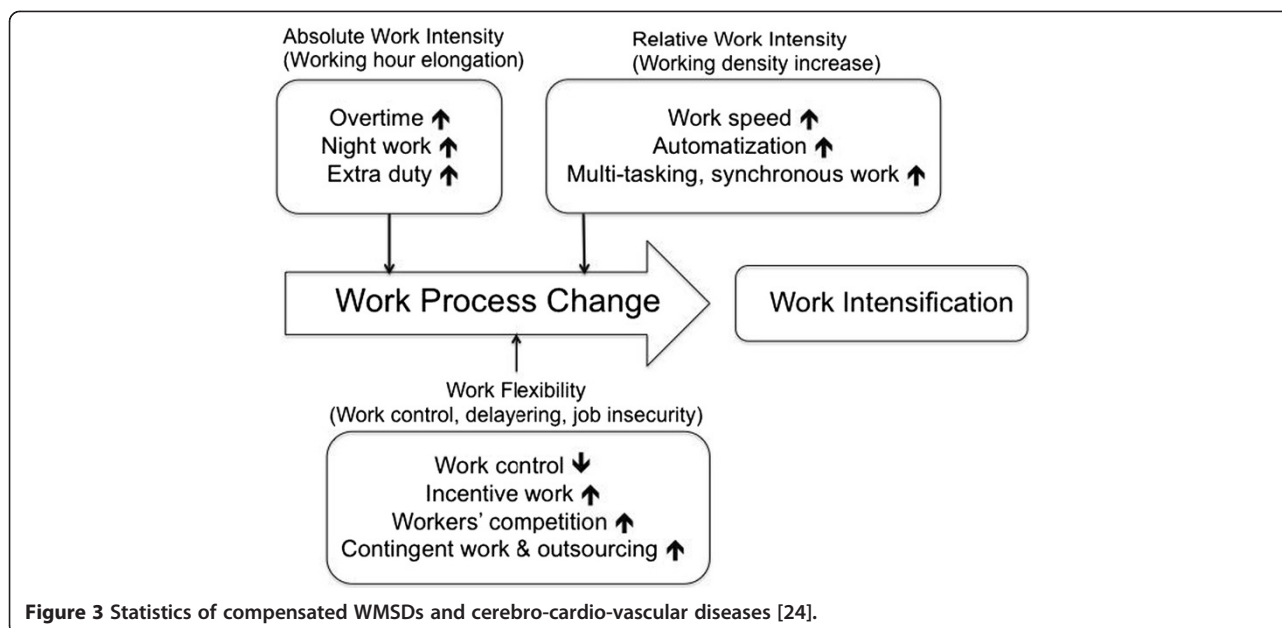 Absolute Work Intensity
(Working hour elongation)
Overtime ↑
Night work ↑
Extra duty ↑
Relative Work Intensity
(Working density increase)
Work speed ↑
Automatization ↑
Multi-tasking, synchronous work ↑
Work Process Change
Work Intensification
Work Flexibility
(Work control, delayering, job insecurity)
Work control ↓
Incentive work ↑
Workers’ competition ↑
Contingent work & outsourcing ↑
Figure 3 Statistics of compensated WMSDs and cerebro-cardio-vascular diseases [24].